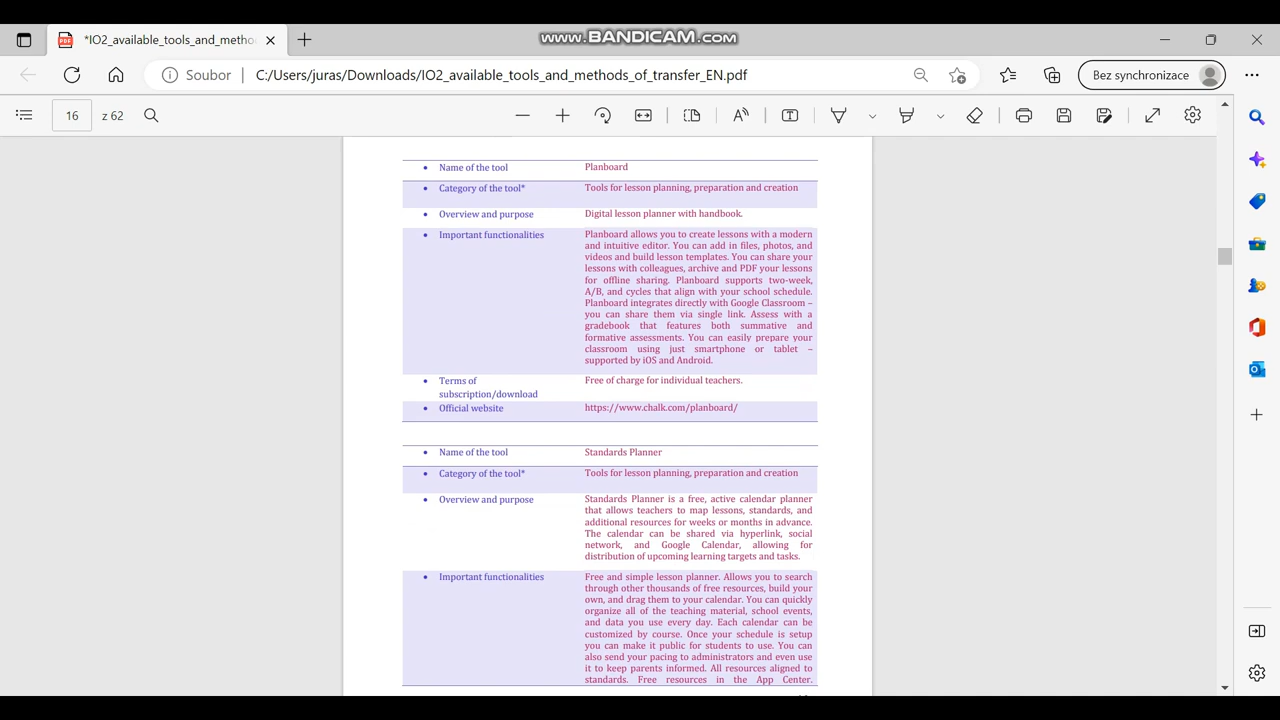 www.BANDICAM.com
*IO2_available_tools_and_metho
Soubor
C:/Users/juras/Downloads/IO2_available_tools_and_methods_of_transfer_EN.pdf
Bez synchronizace
16
z 62
• Name of the tool
Planboard
• Category of the tool*
Tools for lesson planning, preparation and creation
• Overview and purpose
Digital lesson planner with handbook.
• Important functionalities
Planboard allows you to create lessons with a modern
and intuitive editor. You can add in files, photos, and
videos and build lesson templates. You can share your
lessons with colleagues, archive and PDF your lessons
for offline sharing. Planboard supports two-week,
A/B, and cycles that align with your school schedule.
Planboard integrates directly with Google Classroom –
you can share them via single link. Assess with a
gradebook that features both summative and
formative assessments. You can easily prepare your
classroom using just smartphone or tablet –
supported by iOS and Android.
• Terms of
subscription/download
Free of charge for individual teachers.
• Official website
https://www.chalk.com/planboard/
• Name of the tool
Standards Planner
• Category of the tool*
Tools for lesson planning, preparation and creation
• Overview and purpose
Standards Planner is a free, active calendar planner
that allows teachers to map lessons, standards, and
additional resources for weeks or months in advance.
The calendar can be shared via hyperlink, social
network, and Google Calendar, allowing for
distribution of upcoming learning targets and tasks.
• Important functionalities
Free and simple lesson planner. Allows you to search
through other thousands of free resources, build your
own, and drag them to your calendar. You can quickly
organize all of the teaching material, school events,
and data you use every day. Each calendar can be
customized by course. Once your schedule is setup
you can make it public for students to use. You can
also send your pacing to administrators and even use
it to keep parents informed. All resources aligned to
standards. Free resources in the App Center.